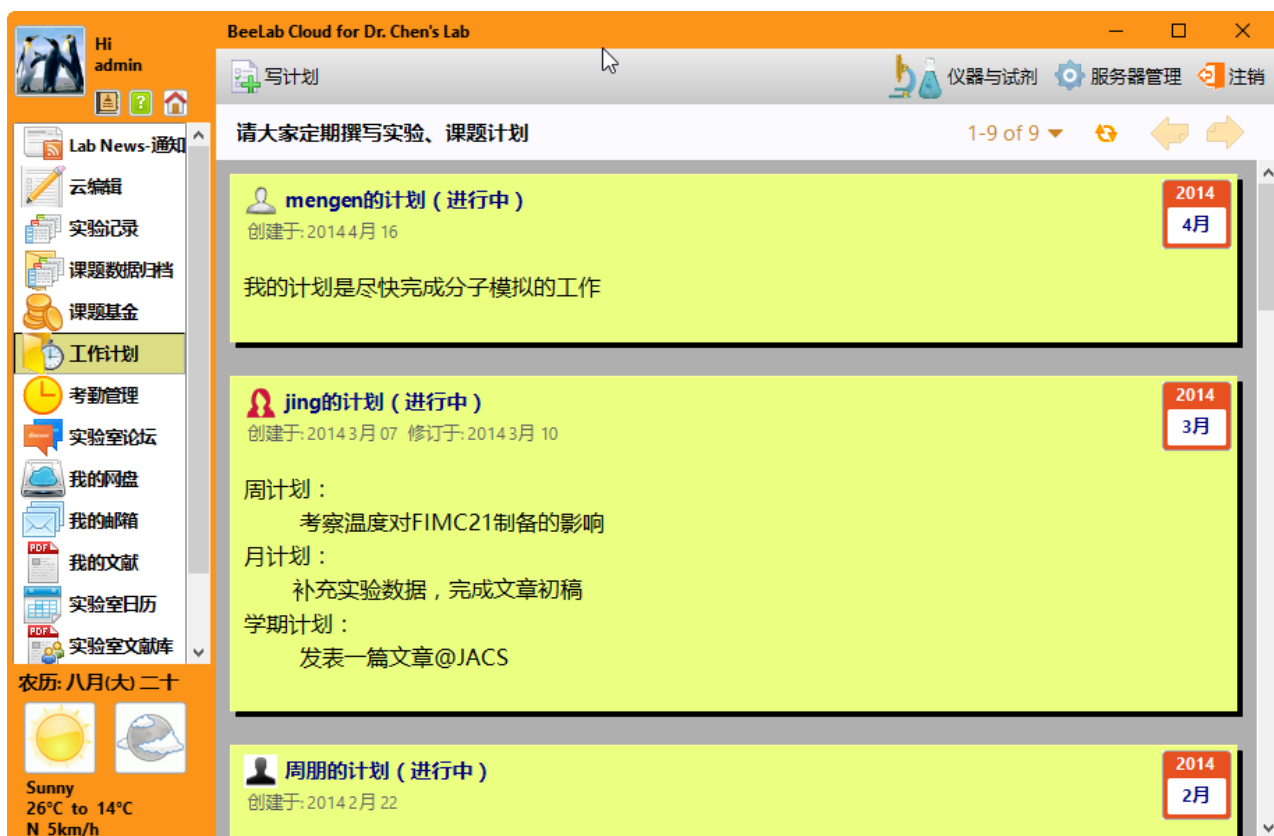 BeeLab Cloud for Dr. Chen's Lab
Hi
admin
写计划
仪器与试剂
服务器管理
注销
请大家定期撰写实验、课题计划
1-9 of 9
Lab News-通知
云编辑
实验记录
课题数据归档
课题基金
工作计划
考勤管理
实验室论坛
我的网盘
我的邮箱
PDF
我的文献
实验室日历
PDF
实验室文献库
农历: 八月(大) 二十
Sunny
26°C to 14°C
N 5km/h
mengen的计划 ( 进行中 )
创建于: 2014 4月 16
2014
4月
我的计划是尽快完成分子模拟的工作
jing的计划 ( 进行中 )
创建于: 2014 3月 07 修订于: 2014 3月 10
2014
3月
周计划：
考察温度对FIMC21制备的影响
月计划：
补充实验数据，完成文章初稿
学期计划：
发表一篇文章@JACS
周朋的计划 ( 进行中 )
创建于: 2014 2月 22
2014
2月